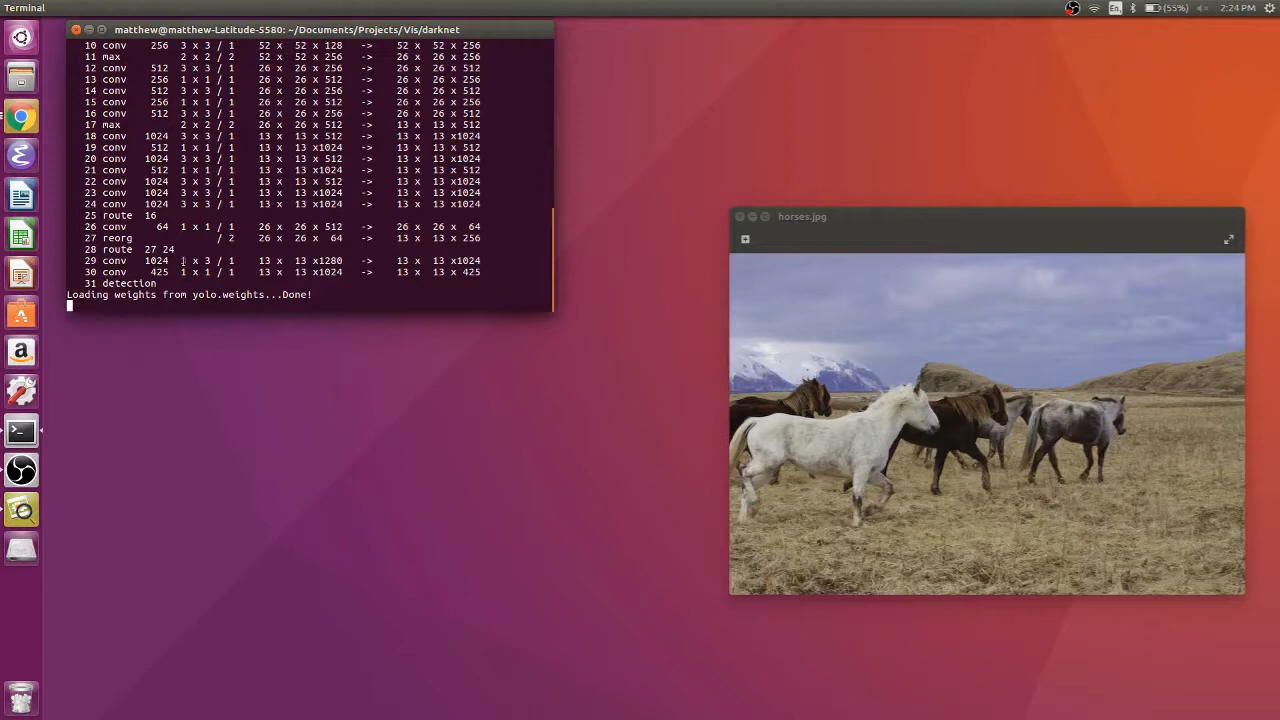 Terminal
En
(55%)
2:24 PM
matthew@matthew-Latitude-5580: ~/Documents/Projects/Vis/darknet
10 conv 256 3 x 3 / 1 52 x 52 x 128 -> 52 x 52 x 256
11 max 2 x 2 / 2 52 x 52 x 256 -> 26 x 26 x 256
12 conv 512 3 x 3 / 1 26 x 26 x 256 -> 26 x 26 x 512
13 conv 256 1 x 1 / 1 26 x 26 x 512 -> 26 x 26 x 256
14 conv 512 3 x 3 / 1 26 x 26 x 256 -> 26 x 26 x 512
15 conv 256 1 x 1 / 1 26 x 26 x 512 -> 26 x 26 x 256
16 conv 512 3 x 3 / 1 26 x 26 x 256 -> 26 x 26 x 512
17 max 2 x 2 / 2 26 x 26 x 512 -> 13 x 13 x 512
18 conv 1024 3 x 3 / 1 13 x 13 x 512 -> 13 x 13 x1024
19 conv 512 1 x 1 / 1 13 x 13 x1024 -> 13 x 13 x 512
20 conv 1024 3 x 3 / 1 13 x 13 x 512 -> 13 x 13 x1024
21 conv 512 1 x 1 / 1 13 x 13 x1024 -> 13 x 13 x 512
22 conv 1024 3 x 3 / 1 13 x 13 x 512 -> 13 x 13 x1024
23 conv 1024 3 x 3 / 1 13 x 13 x1024 -> 13 x 13 x1024
24 conv 1024 3 x 3 / 1 13 x 13 x1024 -> 13 x 13 x1024
25 route 16
26 conv 64 1 x 1 / 1 26 x 26 x 512 -> 26 x 26 x 64
27 reorg / 2 26 x 26 x 64 -> 13 x 13 x 256
28 route 27 24
29 conv 1024 3 x 3 / 1 13 x 13 x1280 -> 13 x 13 x1024
30 conv 425 1 x 1 / 1 13 x 13 x1024 -> 13 x 13 x 425
31 detection
Loading weights from yolo.weights...Done!
horses.jpg